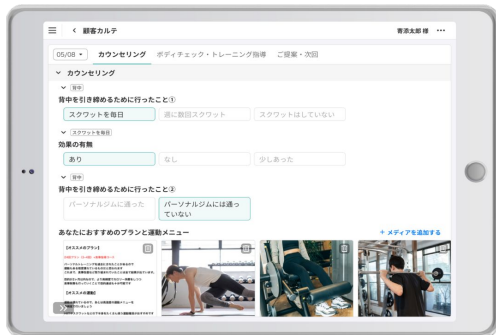 顧客カルテ
寄添太郎 様
05/08
カウンセリング
ボディチェック・トレーニング指導
ご提案・次回
カウンセリング
背中
背中を引き締めるために行ったこと①
スクワットを毎日
週に数回スクワット
スクワットはしていない
スクワットを毎日
効果の有無
あり
なし
少しあった
背中
背中を引き締めるために行ったこと②
パーソナルジムに通った
パーソナルジムには通っ
ていない
あなたにおすすめのプランと運動メニュー
+ メディアを追加する
【オススメのプラン】
【オススメの運動】